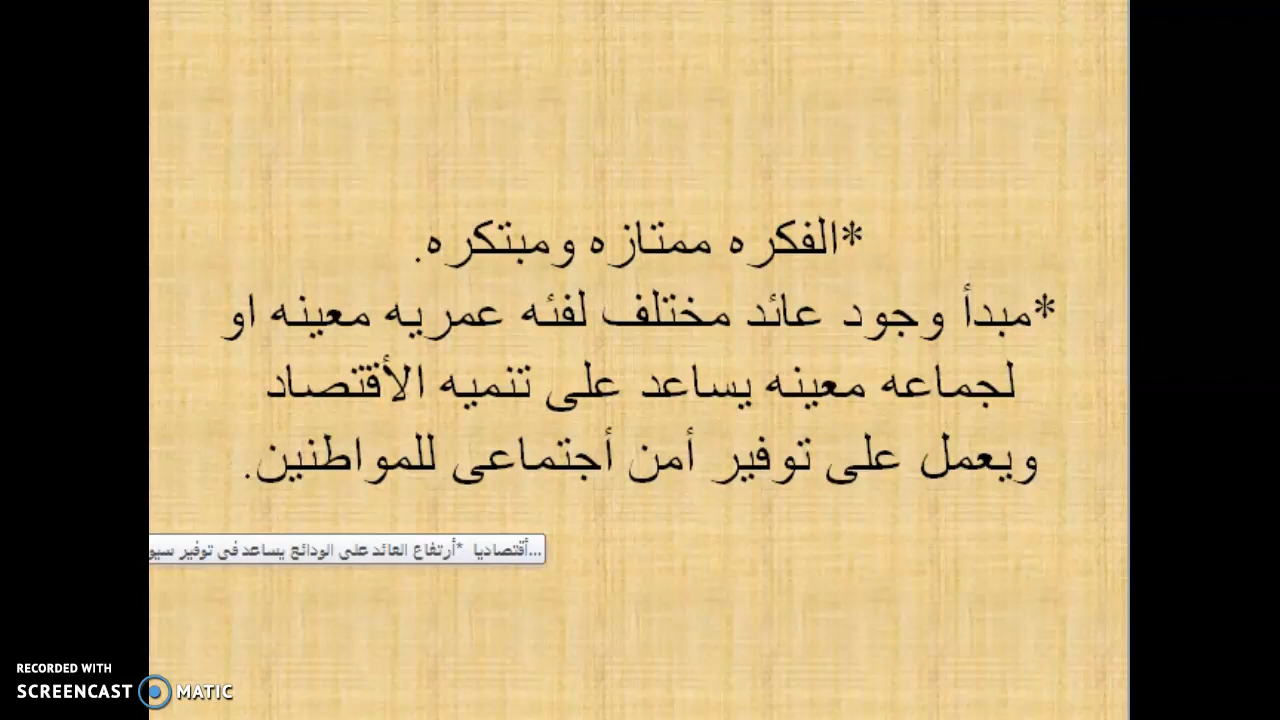 *الفكره ممتازه ومبتكره.
*مبدأ وجود عائد مختلف لفئه عمريه معينه او
لجماعه معينه يساعد على تنميه الأقتصاد
ويعمل على توفير أمن أجتماعى للمواطنين.
...أقتصاديا *أرتفاع العائد على الودائع يساعد فى توفير
RECORDED WITH
SCREENCAST MATIC